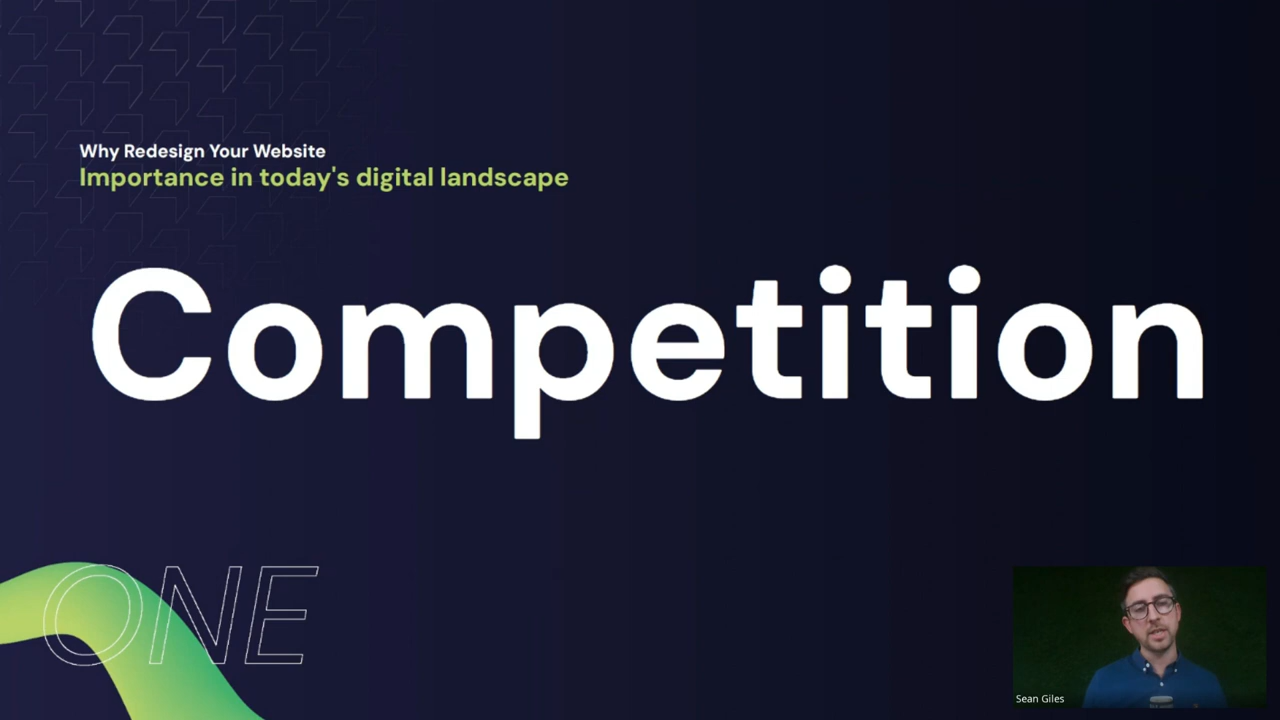 Why Redesign Your Website
Importance in today's digital landscape
Competition
ONE
Sean Giles